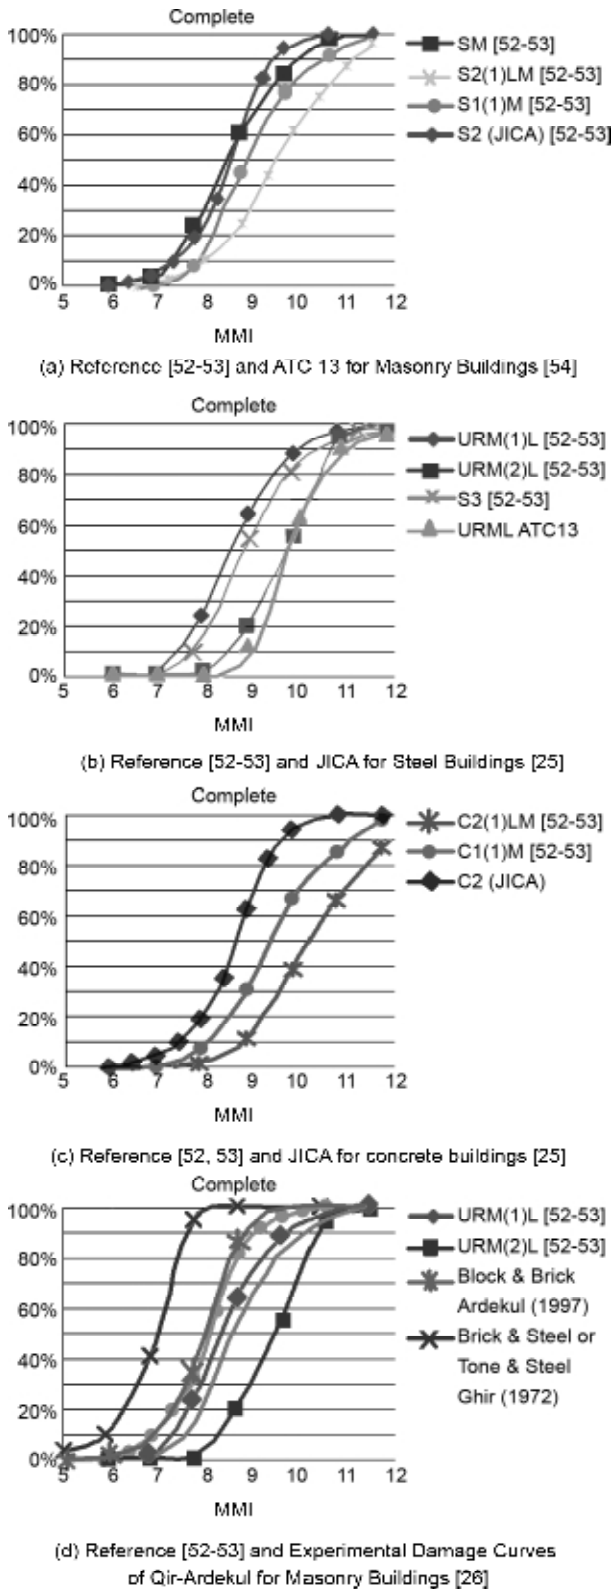 Complete
100%
80%
60%
40%
20%
0%
5 6 7 8 9 10 11 12
MMI
SM [52-53]
S2(1)LM [52-53]
S1(1)M [52-53]
S2 (JICA) [52-53]
(a) Reference [52-53] and ATC 13 for Masonry Buildings [54]
Complete
100%
80%
60%
40%
20%
0%
5 6 7 8 9 10 11 12
MMI
URM(1)L [52-53]
URM(2)L [52-53]
S3 [52-53]
URML ATC13
(b) Reference [52-53] and JICA for Steel Buildings [25]
Complete
100%
80%
60%
40%
20%
0%
5 6 7 8 9 10 11 12
MMI
C2(1)LM [52-53]
C1(1)M [52-53]
C2 (JICA)
(c) Reference [52, 53] and JICA for concrete buildings [25]
Complete
100%
80%
60%
40%
20%
0%
5 6 7 8 9 10 11 12
MMI
URM(1)L [52-53]
URM(2)L [52-53]
Block & Brick
Ardekul (1997)
Brick & Steel or
Tone & Steel
Ghir (1972)
(d) Reference [52-53] and Experimental Damage Curves
of Qir-Ardekul for Masonry Buildings [26]